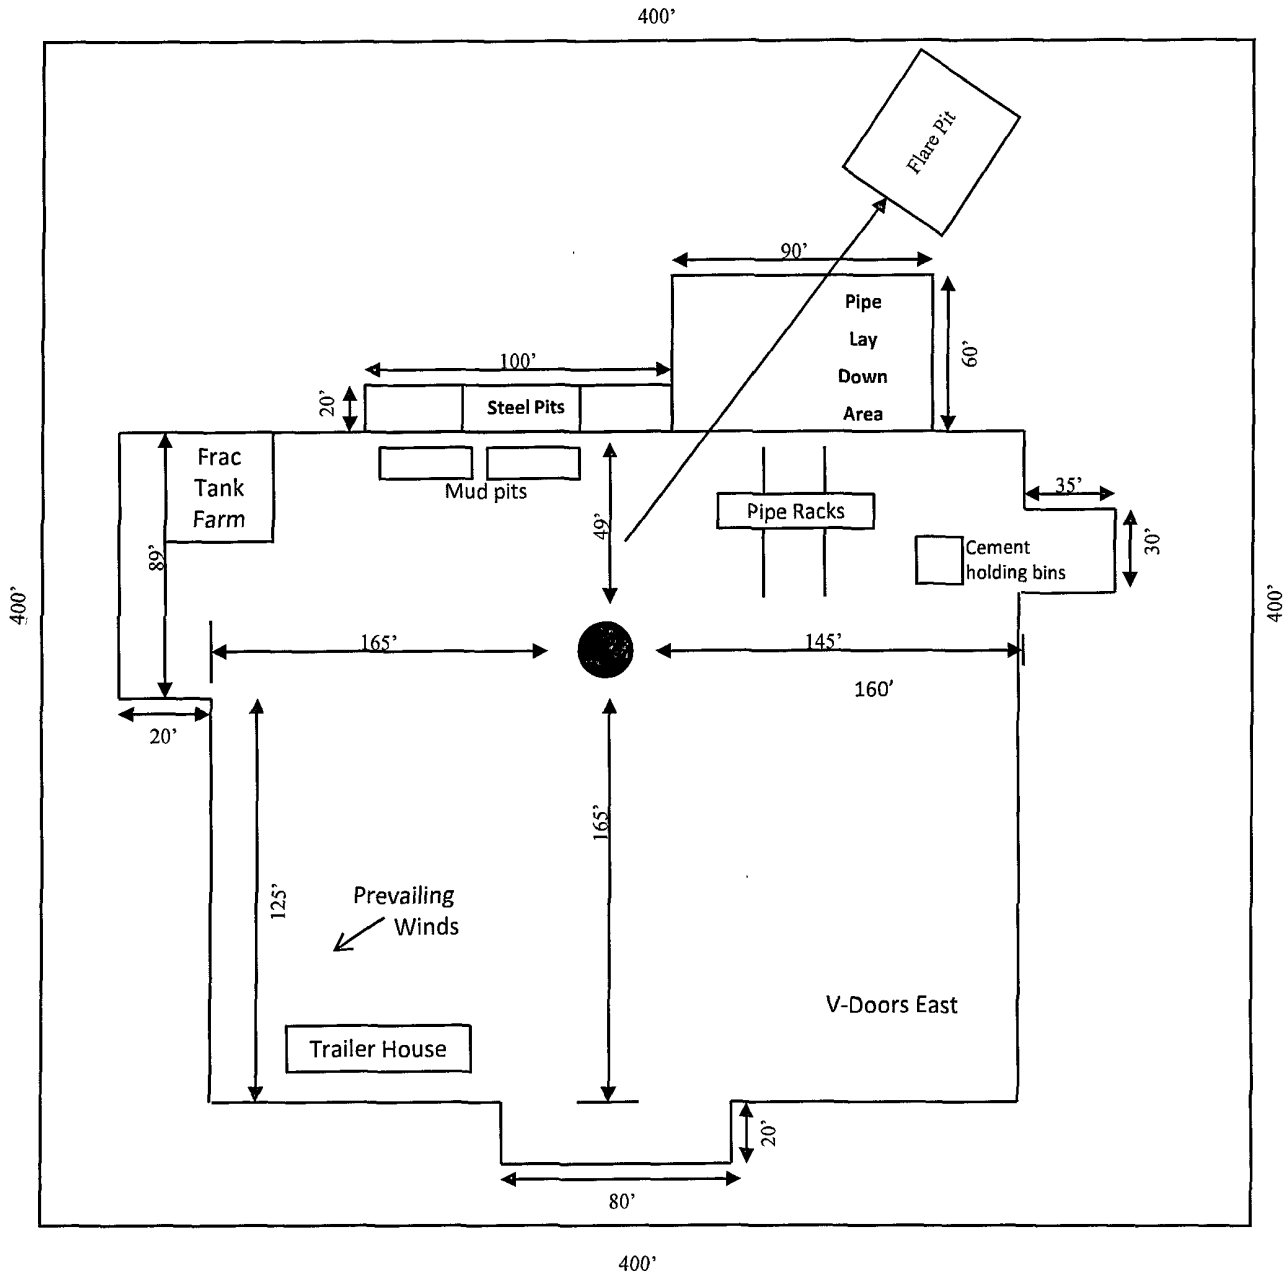 400'
Flare Pit
90'
Pipe
Lay
Down
Area
60'
100'
20'
Steel Pits
Frac
Tank
Farm
Mud pits
49'
Pipe Racks
35'
30'
Cement
holding bins
89'
400'
400'
165'
145'
160'
20'
165'
125'
Prevailing
Winds
V-Doors East
Trailer House
20'
80'
400'